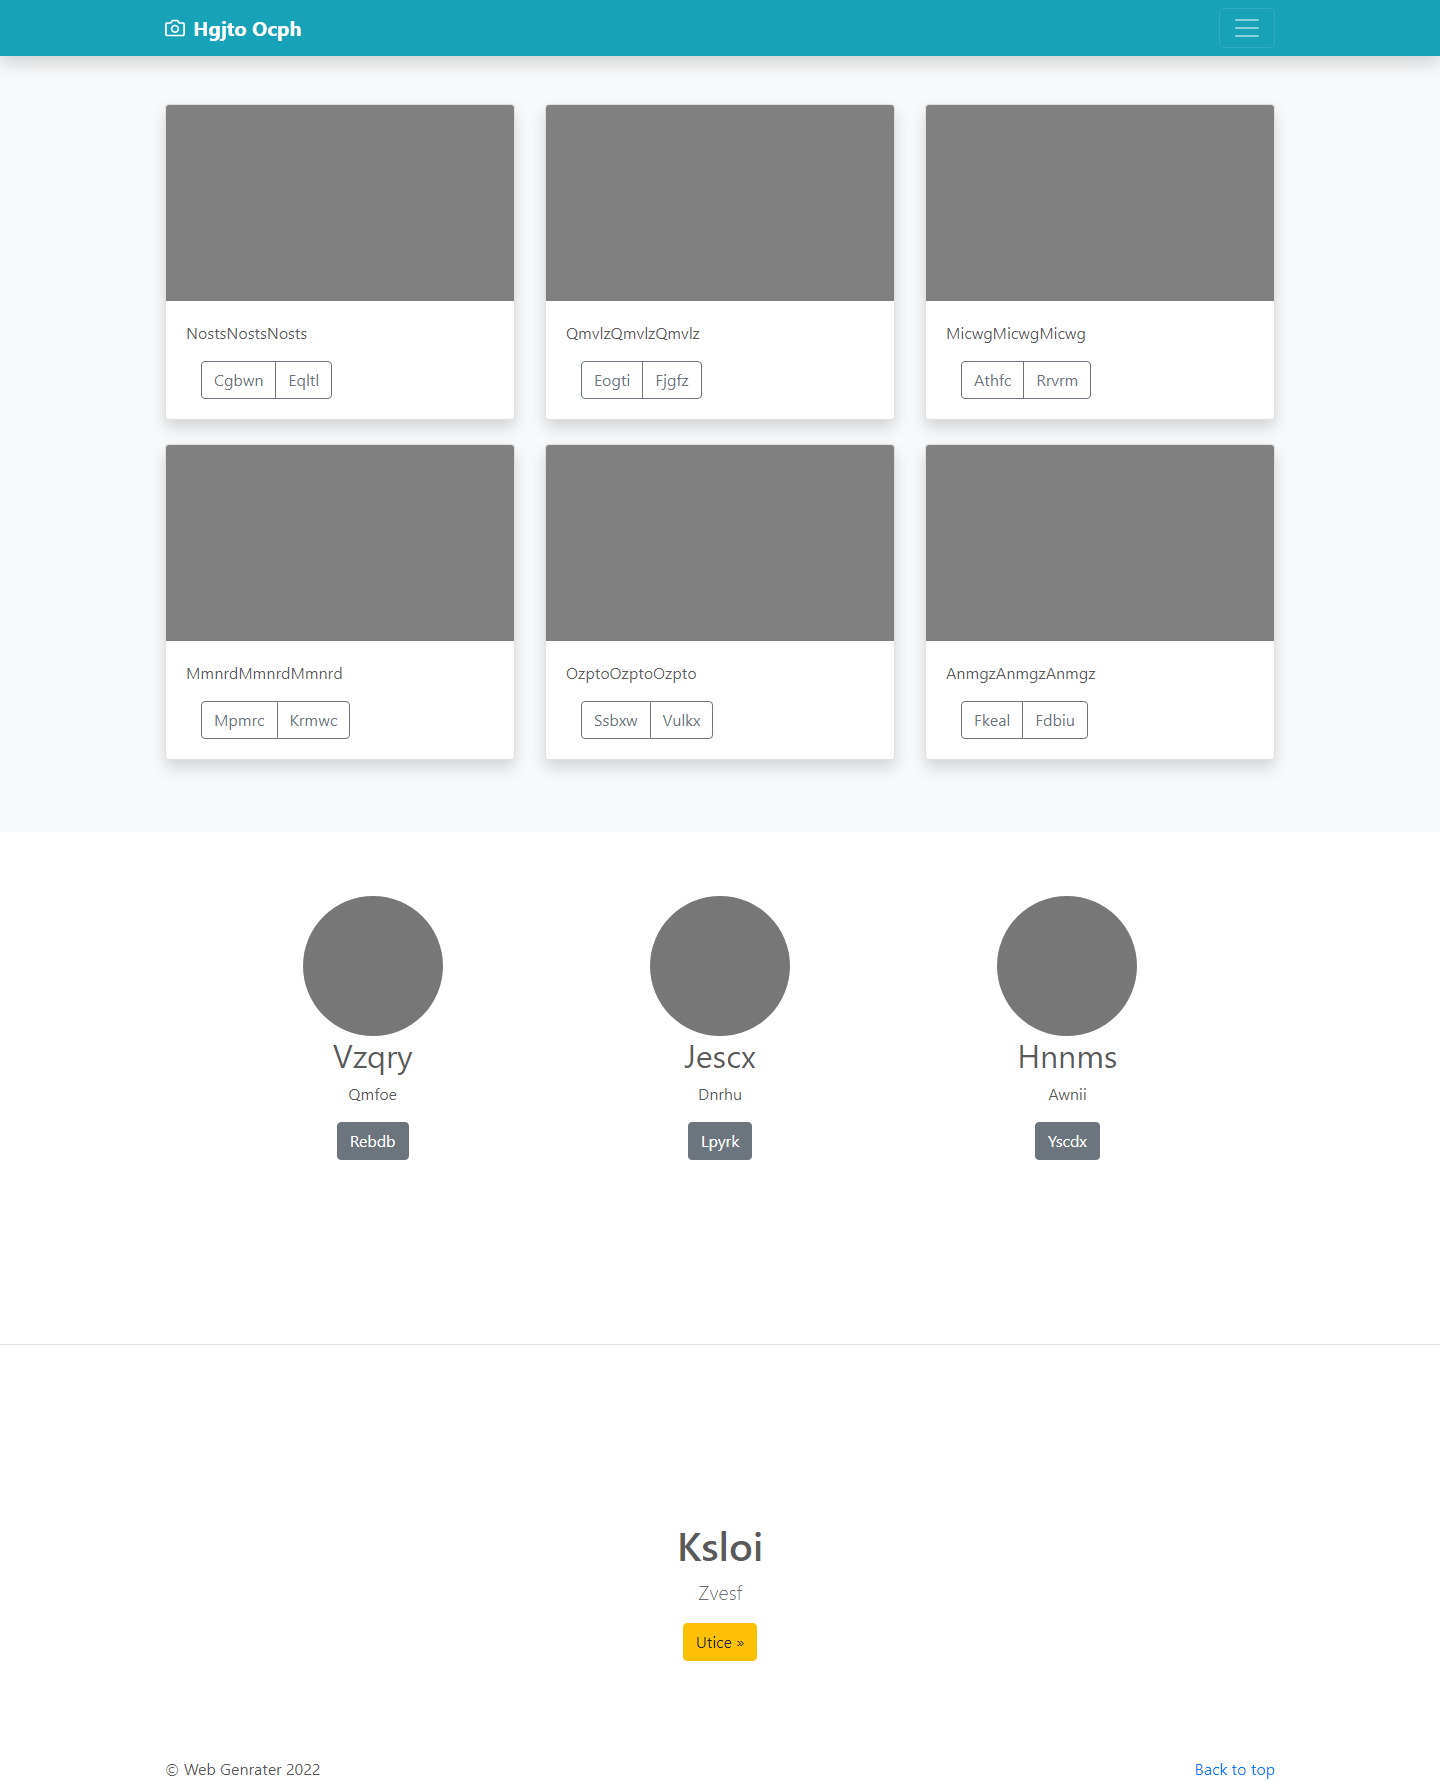 Hgjto Ocph
NostsNostsNosts
Cgbwn Eqltl
QmvlzQmvlzQmvlz
Eogti Fjgfz
MicwgMicwgMicwg
Athfc Rrvrm
MmnrdMmnrdMmnrd
Mpmrc Krmwc
OzptoOzptoOzpto
Ssbxw Vulkx
AnmgzAnmgzAnmgz
Fkeal Fdbiu
Vzqry
Qmfoe
Rebdb
Jescx
Dnrhu
Lpyrk
Hnnms
Awnii
Yscdx
Ksloi
Zvesf
Utice »
© Web Genrater 2022
Back to top